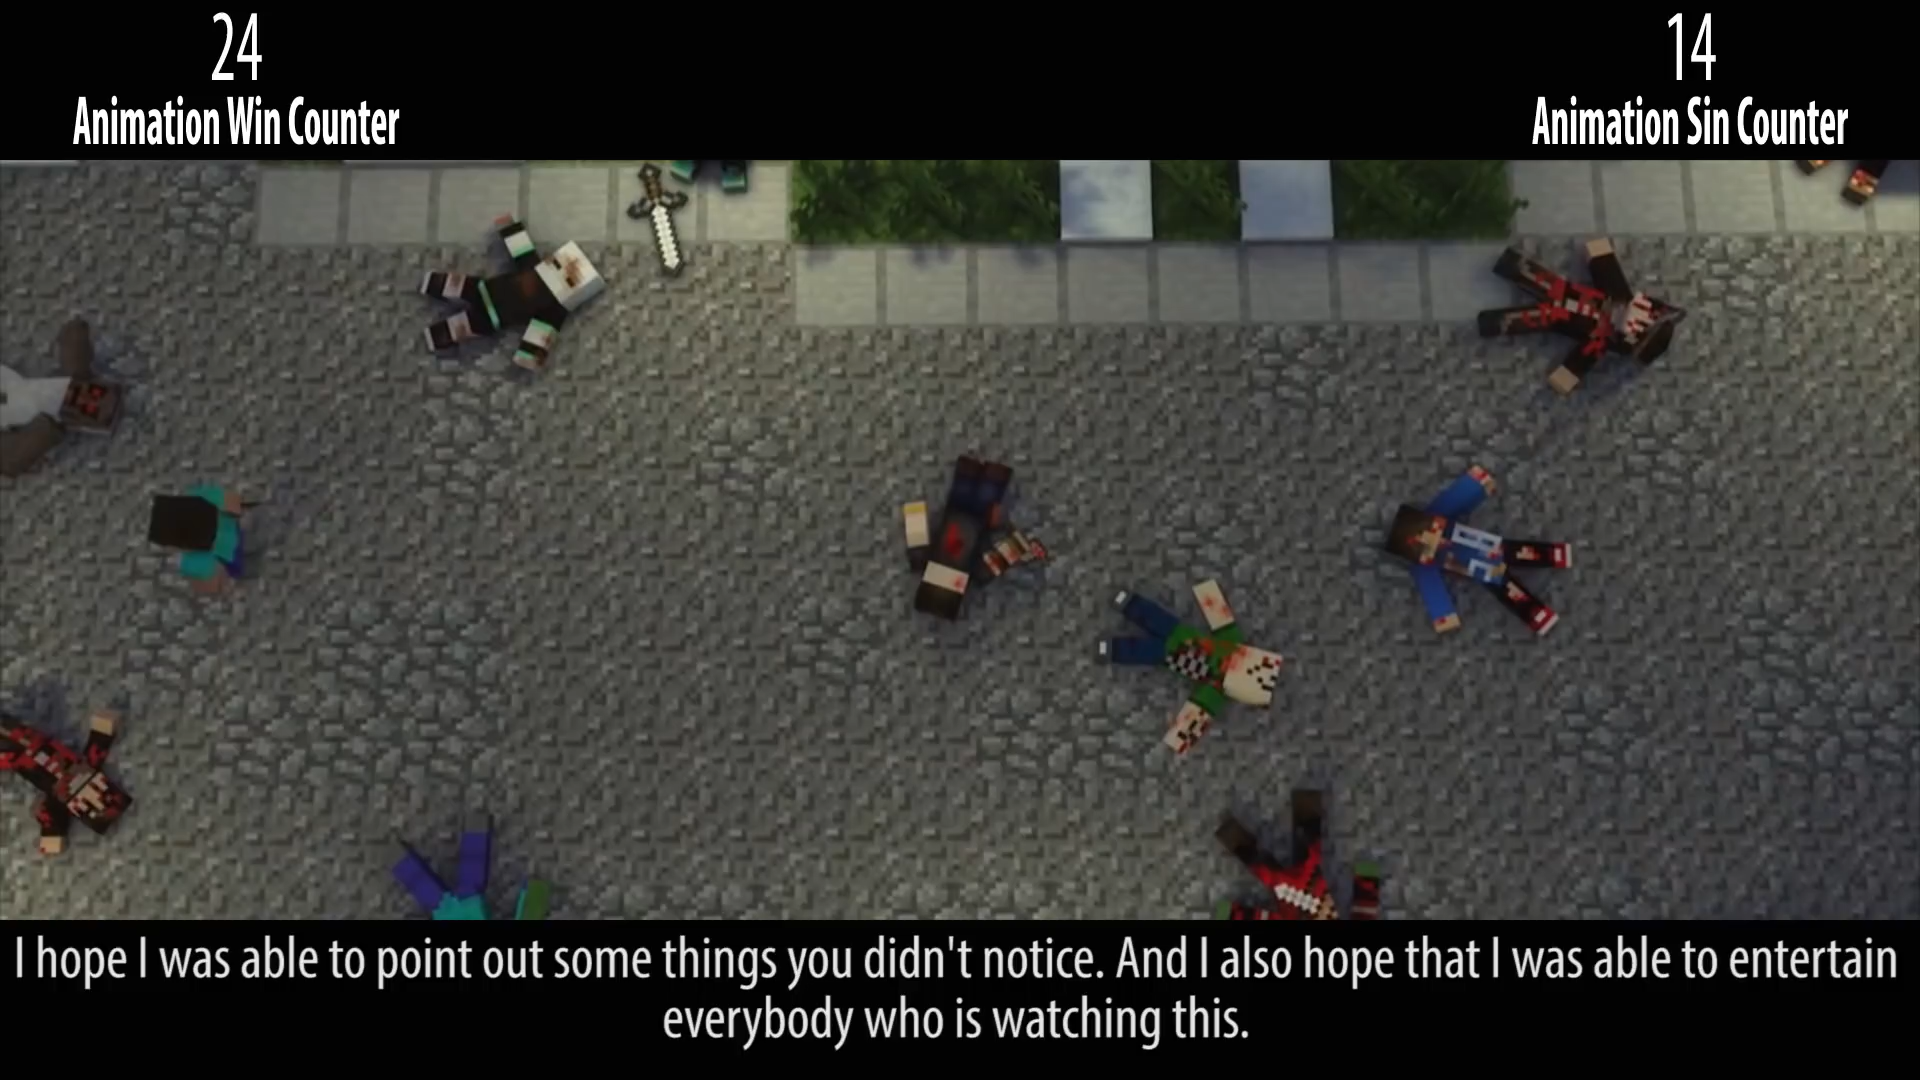 24
Animation Win Counter
14
Animation Sin Counter
I hope I was able to point out some things you didn't notice. And I also hope that I was able to entertain
everybody who is watching this.